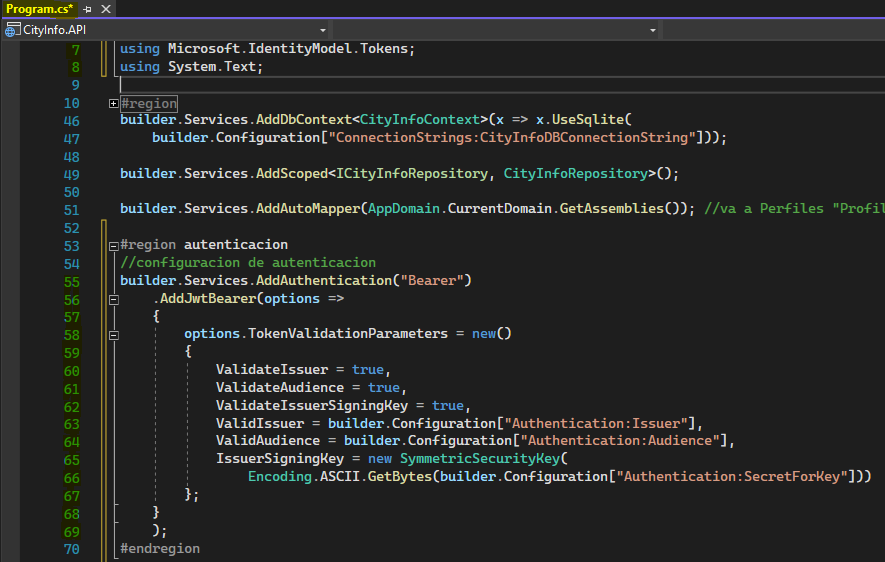 Program.cs*
CityInfo.API
7 using Microsoft.IdentityModel.Tokens;
8 using System.Text;
9
10 #region
46 builder.Services.AddDbContext<CityInfoContext>(x => x.UseSqlite(
47 builder.Configuration["ConnectionStrings:CityInfoDBConnectionString"]));
48
49 builder.Services.AddScoped<ICityInfoRepository, CityInfoRepository>();
50
51 builder.Services.AddAutoMapper(AppDomain.CurrentDomain.GetAssemblies()); //va a Perfiles "Profil
52
53 #region autenticacion
54 //configuracion de autenticacion
55 builder.Services.AddAuthentication("Bearer")
56 .AddJwtBearer(options =>
57 {
58 options.TokenValidationParameters = new()
59 {
60 ValidateIssuer = true,
61 ValidateAudience = true,
62 ValidateIssuerSigningKey = true,
63 ValidIssuer = builder.Configuration["Authentication:Issuer"],
64 ValidAudience = builder.Configuration["Authentication:Audience"],
65 IssuerSigningKey = new SymmetricSecurityKey(
66 Encoding.ASCII.GetBytes(builder.Configuration["Authentication:SecretForKey"]))
67 };
68 }
69 );
70 #endregion